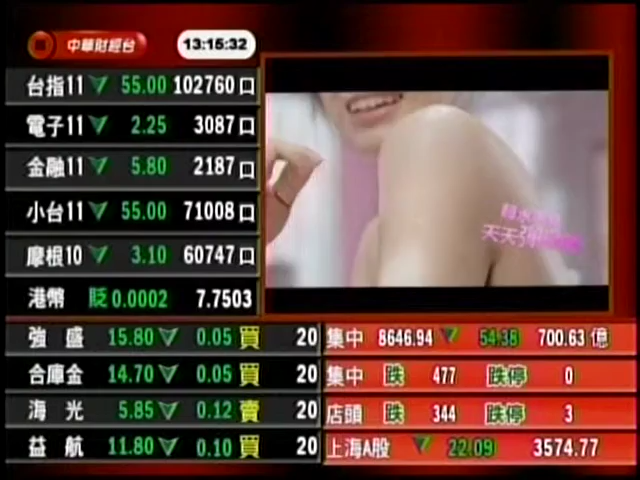 中華財經台
13:15:32
台指11 55.00 102760口
電子11 2.25 3087口
金融11 5.80 2187口
小台11 55.00 71008口
摩根10 3.10 60747口
港幣 貶0.0002 7.7503
天天彈
強盛 15.80 0.05 買 20
合庫金 14.70 0.05 買 20
海光 5.85 0.12 賣 20
益航 11.80 0.10 買 20
集中 8646.94 54.38 700.63億
集中 跌 477 跌停 0
店頭 跌 344 跌停 3
上海A股 22.09 3574.77